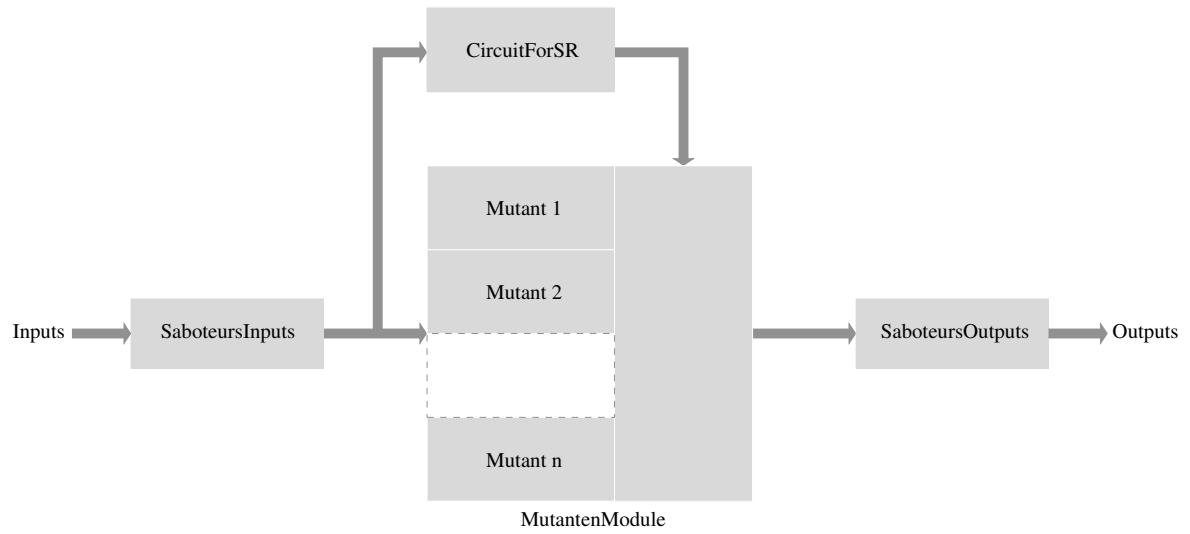 CircuitForSR
Mutant 1
Mutant 2
Inputs
SaboteursInputs
SaboteursOutputs
Outputs
Mutant n
MutantenModule